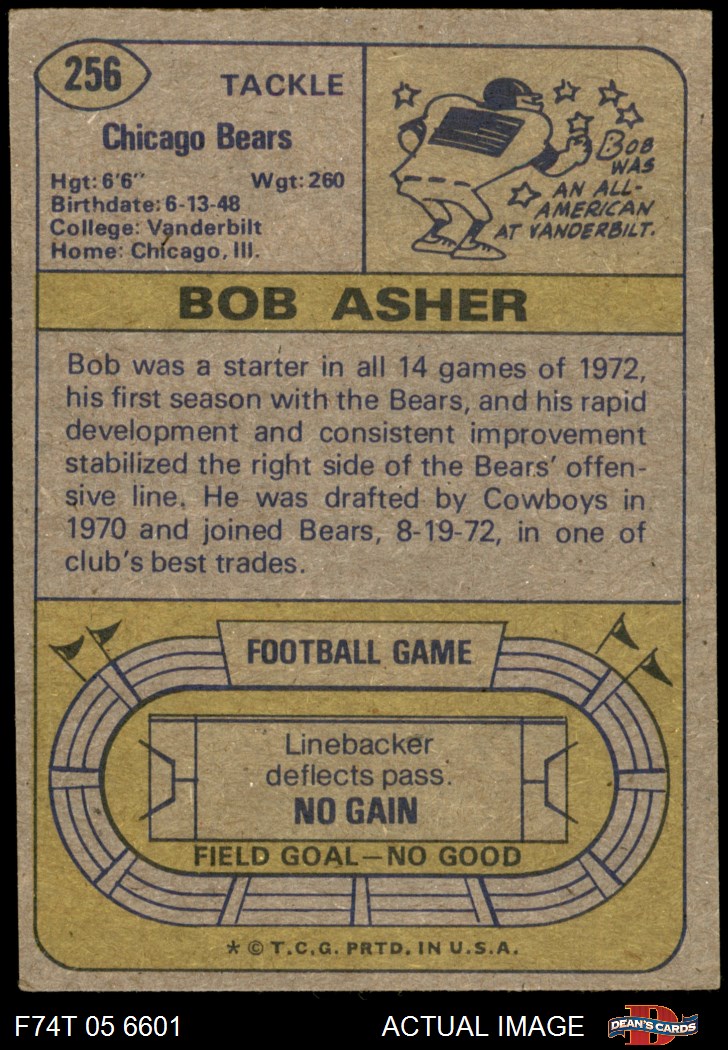 256
TACKLE
Chicago Bears
Hgt: 6'6" Wgt: 260
Birthdate: 6-13-48
College: Vanderbilt
Home: Chicago, Ill.
BOB
WAS
AN ALL-
AMERICAN
AT VANDERBILT.
BOB ASHER
Bob was a starter in all 14 games of 1972,
his first season with the Bears, and his rapid
development and consistent improvement
stabilized the right side of the Bears' offen-
sive line. He was drafted by Cowboys in
1970 and joined Bears, 8-19-72, in one of
club's best trades.
FOOTBALL GAME
Linebacker
deflects pass.
NO GAIN
FIELD GOAL—NO GOOD
* © T.C.G. PRTD. IN U.S.A.
F74T 05 6601 ACTUAL IMAGE DEAN'S CARDS